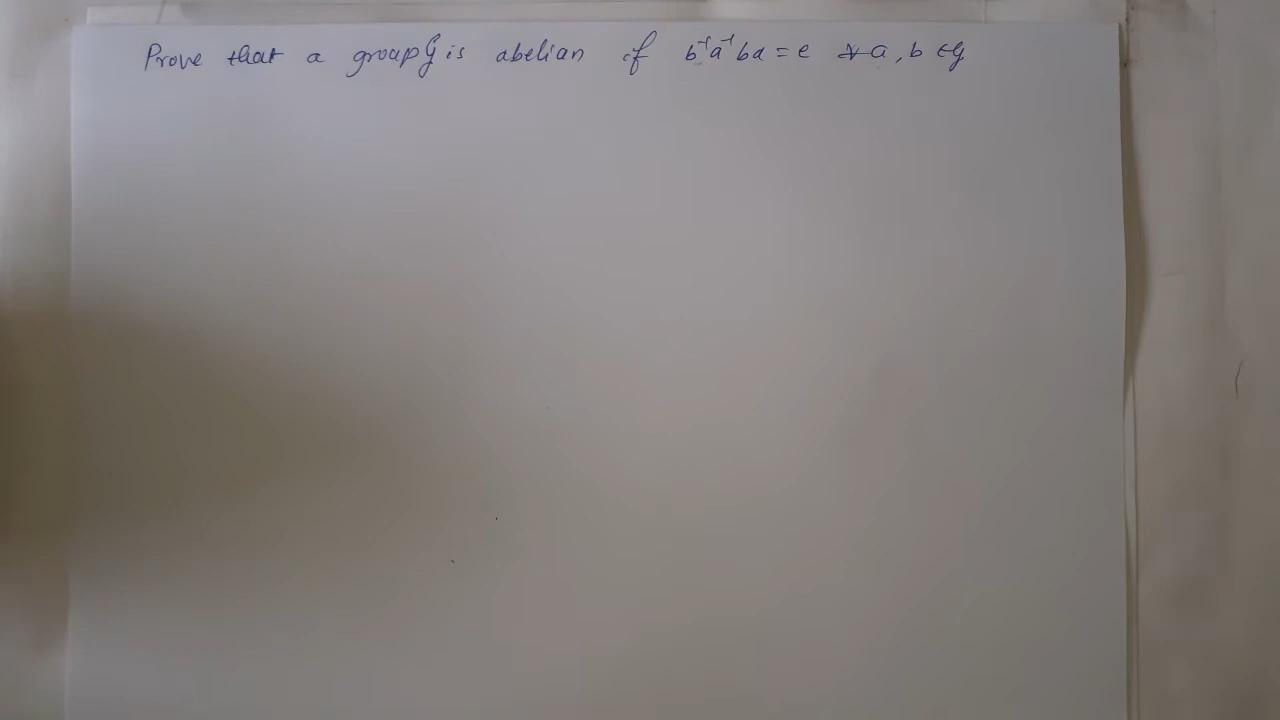 Prove that a group G is abelian if b⁻¹a⁻¹ba = e ∀ a, b ∈ G